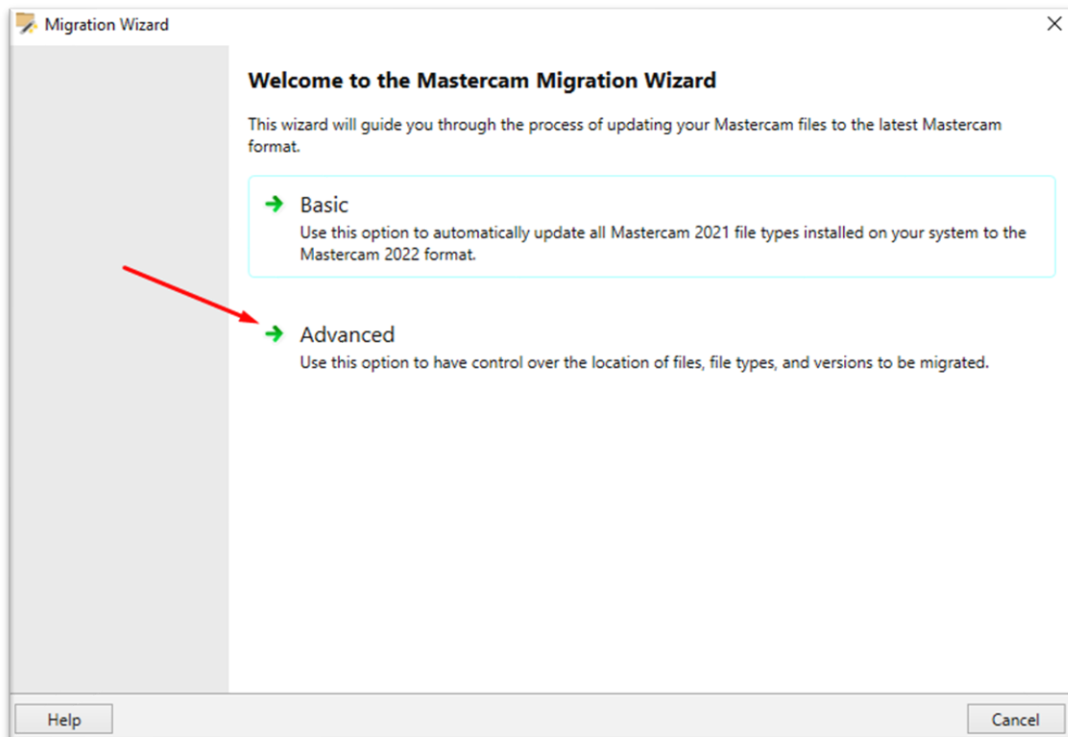 Migration Wizard
Welcome to the Mastercam Migration Wizard
This wizard will guide you through the process of updating your Mastercam files to the latest Mastercam
format.
Basic
Use this option to automatically update all Mastercam 2021 file types installed on your system to the
Mastercam 2022 format.
Advanced
Use this option to have control over the location of files, file types, and versions to be migrated.
Help
Cancel